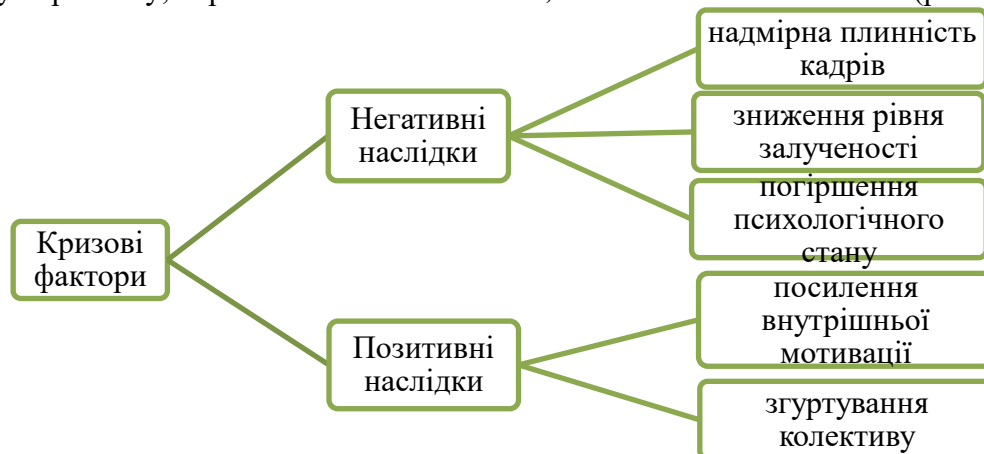 надмірна плинність
кадрів
Негативні
наслідки
зниження рівня
залученості
погіршення
психологічного
стану
Кризові
фактори
посилення
внутрішньої
мотивації
Позитивні
наслідки
згуртування
колективу